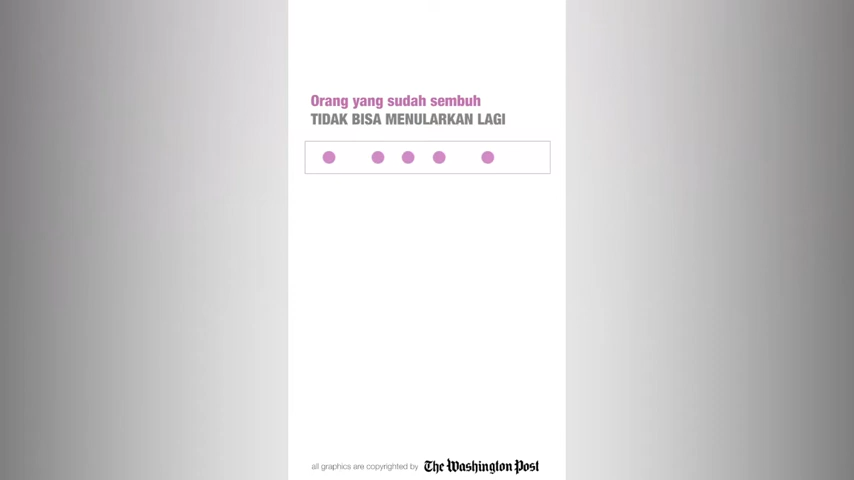 Orang yang sudah sembuh
TIDAK BISA MENULARKAN LAGI
all graphics are copyrighted by The Washington Post